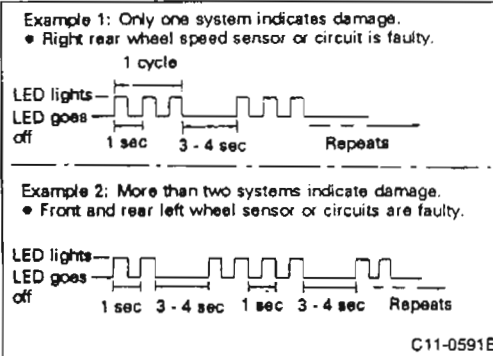 Example 1: Only one system indicates damage.
● Right rear wheel speed sensor or circuit is faulty.
1 cycle
LED lights
LED goes off
1 sec 3 - 4 sec Repeats
Example 2: More than two systems indicate damage.
● Front and rear left wheel sensor or circuits are faulty.
LED lights
LED goes off
1 sec 3 - 4 sec 1 sec 3 - 4 sec Repeats
C11-0591E